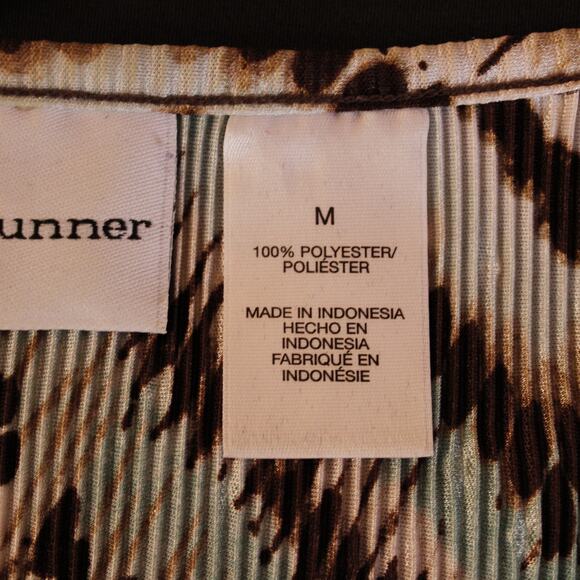 unner
M
100% POLYESTER/
POLIÉSTER
MADE IN INDONESIA
HECHO EN
INDONESIA
FABRIQUÉ EN
INDONÉSIE